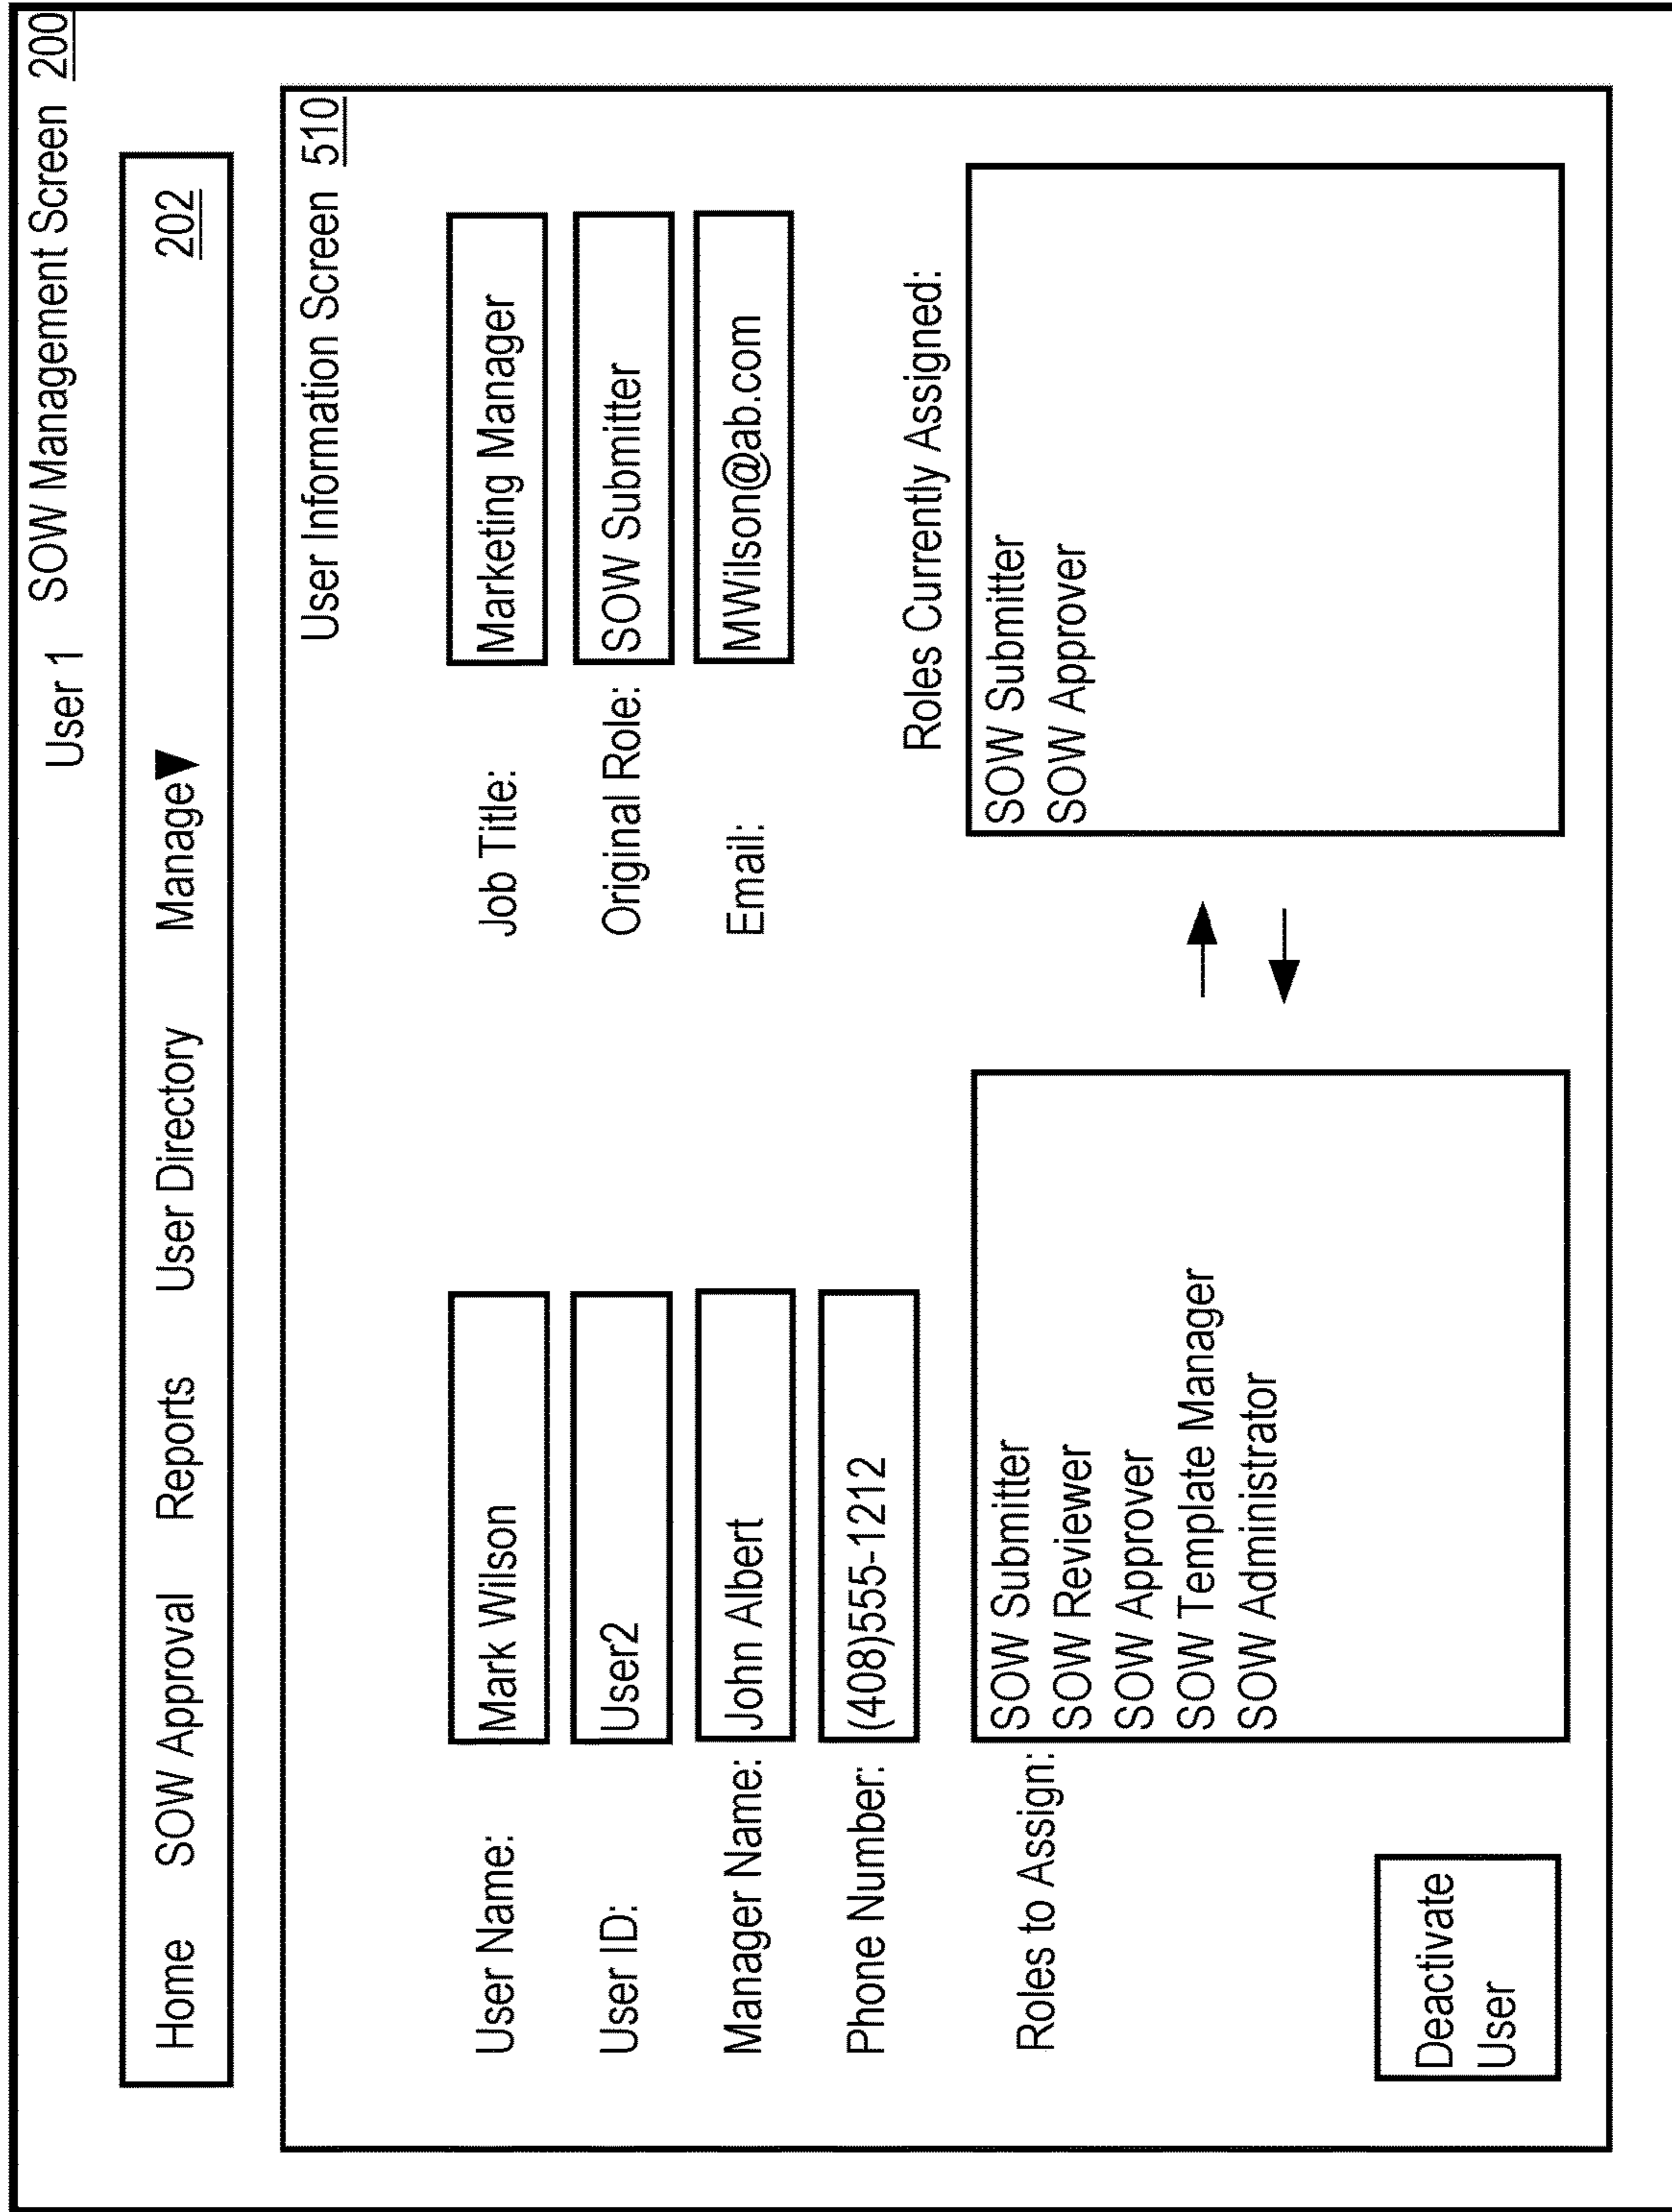 SOW Management Screen 200
User 1
Home SOW Approval Reports User Directory Manage▼ 202
User Information Screen 510
User Name: Mark Wilson Job Title: Marketing Manager
User ID: User2 Original Role: SOW Submitter
Manager Name: John Albert Email: MWilson@ab.com
Phone Number: (408)555-1212
Roles Currently Assigned:
Roles to Assign:
SOW Submitter
SOW Reviewer
SOW Approver
SOW Template Manager
SOW Administrator
SOW Submitter
SOW Approver
Deactivate
User